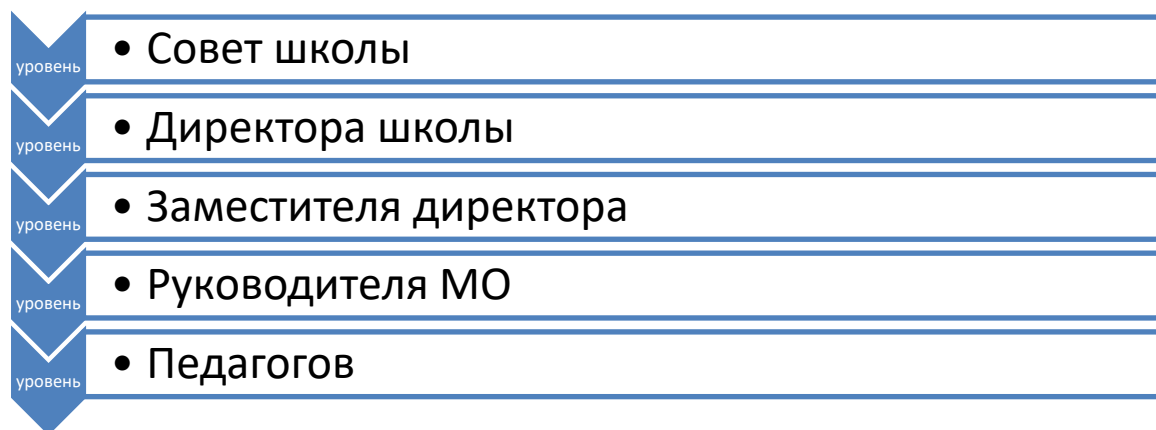 уровень
• Совет школы
уровень
• Директора школы
уровень
• Заместителя директора
уровень
• Руководителя МО
уровень
• Педагогов